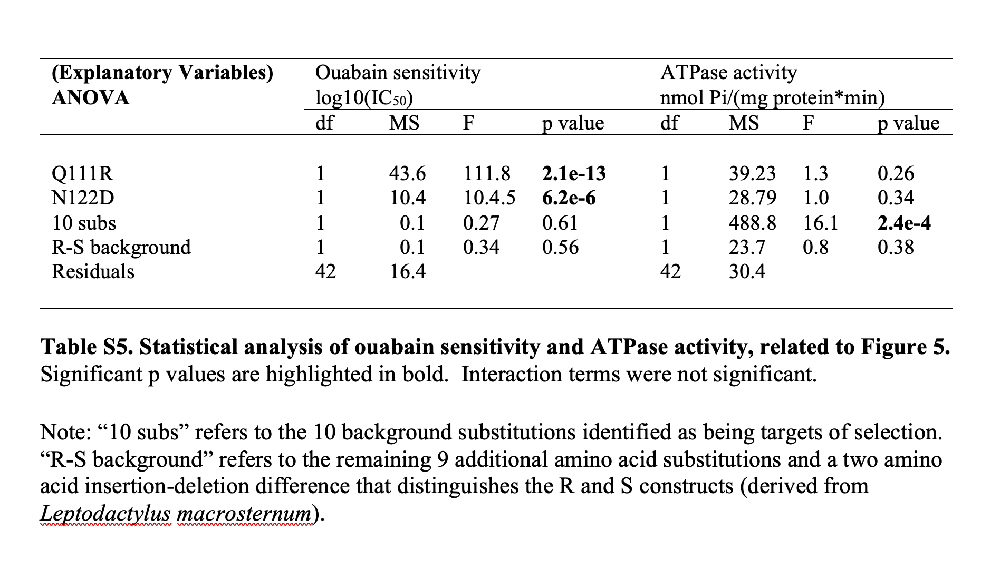 (Explanatory Variables) Ouabain sensitivity ATPase activity
ANOVA log10(IC50) nmol Pi/(mg protein*min)
df MS F p value df MS F p value
Q111R 1 43.6 111.8 2.1e-13 1 39.23 1.3 0.26
N122D 1 10.4 10.4.5 6.2e-6 1 28.79 1.0 0.34
10 subs 1 0.1 0.27 0.61 1 488.8 16.1 2.4e-4
R-S background 1 0.1 0.34 0.56 1 23.7 0.8 0.38
Residuals 42 16.4 42 30.4
Table S5. Statistical analysis of ouabain sensitivity and ATPase activity, related to Figure 5.
Significant p values are highlighted in bold.  Interaction terms were not significant.
Note: “10 subs” refers to the 10 background substitutions identified as being targets of selection.
“R-S background” refers to the remaining 9 additional amino acid substitutions and a two amino
acid insertion-deletion difference that distinguishes the R and S constructs (derived from
Leptodactylus macrosternum).